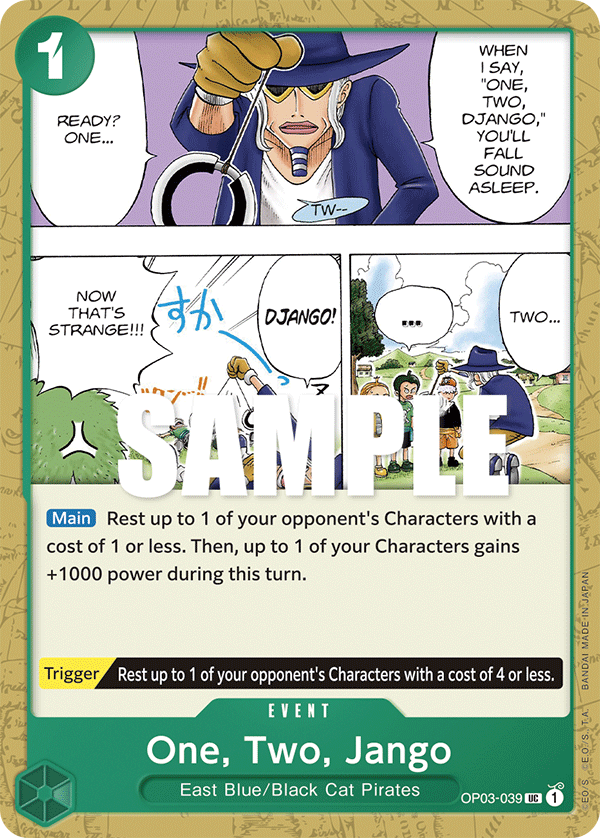 1
READY?
ONE...
WHEN
I SAY,
"ONE,
TWO,
DJANGO,"
YOU'LL
FALL
SOUND
ASLEEP.
TW--
NOW
THAT'S
STRANGE!!!
すか
DJANGO!
...
TWO...
SAMPLE
Main Rest up to 1 of your opponent's Characters with a
cost of 1 or less. Then, up to 1 of your Characters gains
+1000 power during this turn.
Trigger Rest up to 1 of your opponent's Characters with a cost of 4 or less.
EVENT
One, Two, Jango
East Blue/Black Cat Pirates
OP03-039 UC 1
©E.O.S. ©E.O.S., T.A. BANDAI MADE IN JAPAN